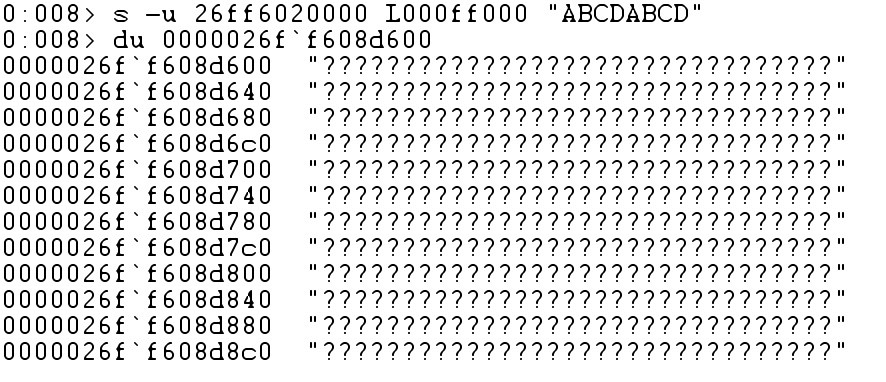 0:008> s -u 26ff6020000 L000ff000 "ABCDABCD"
0:008> du 0000026f`f608d600
0000026f`f608d600  "????????????????????????????????"
0000026f`f608d640  "????????????????????????????????"
0000026f`f608d680  "????????????????????????????????"
0000026f`f608d6c0  "????????????????????????????????"
0000026f`f608d700  "????????????????????????????????"
0000026f`f608d740  "????????????????????????????????"
0000026f`f608d780  "????????????????????????????????"
0000026f`f608d7c0  "????????????????????????????????"
0000026f`f608d800  "????????????????????????????????"
0000026f`f608d840  "????????????????????????????????"
0000026f`f608d880  "????????????????????????????????"
0000026f`f608d8c0  "????????????????????????????????"